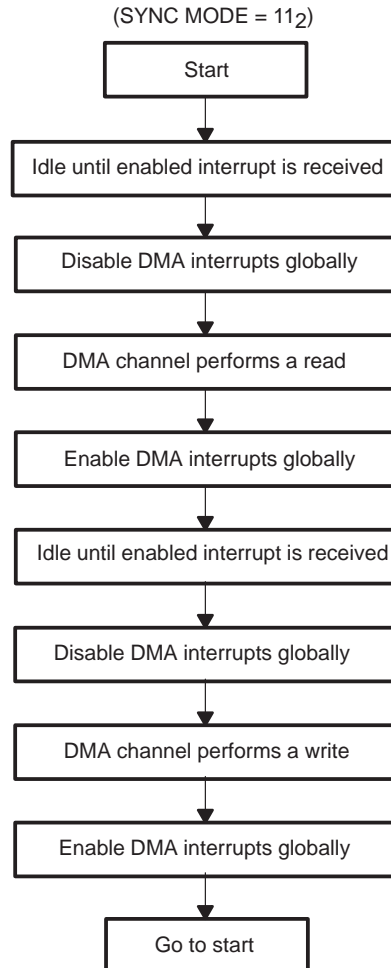 (SYNC MODE = 11₂)
Start
Idle until enabled interrupt is received
Disable DMA interrupts globally
DMA channel performs a read
Enable DMA interrupts globally
Idle until enabled interrupt is received
Disable DMA interrupts globally
DMA channel performs a write
Enable DMA interrupts globally
Go to start